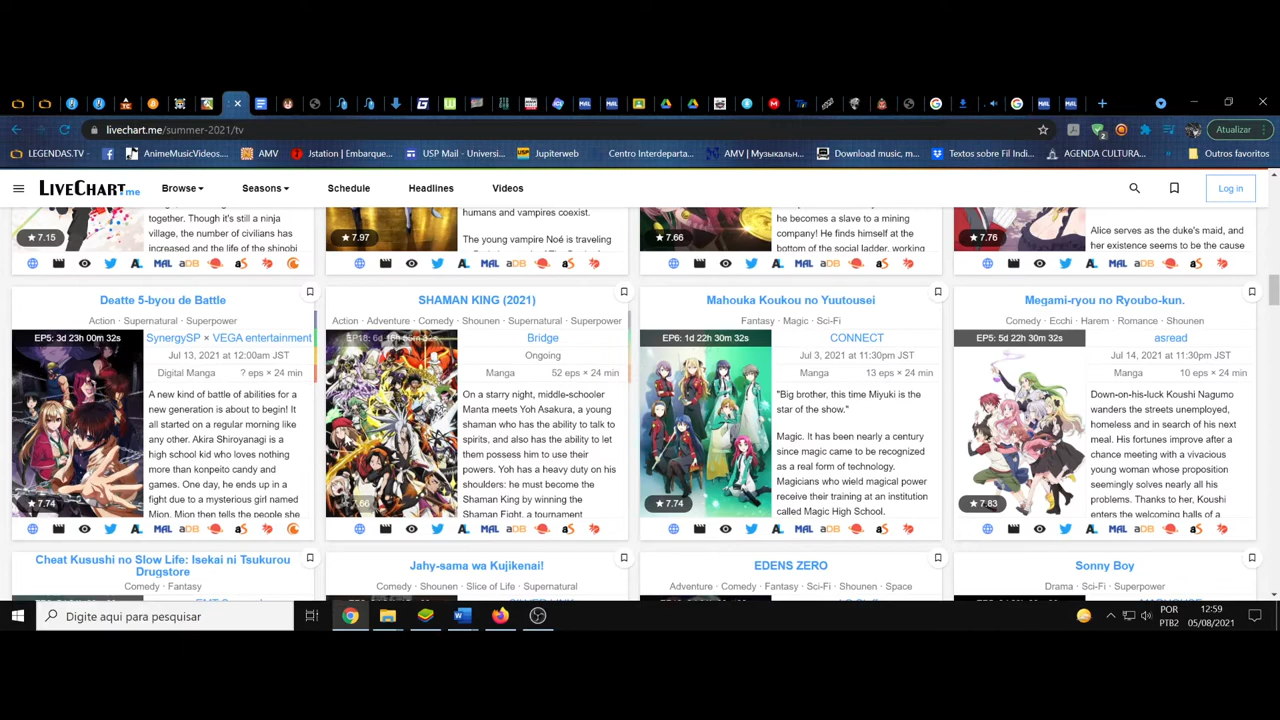 livechart.me/summer-2021/tv
Atualizar
LEGENDAS.TV -
AnimeMusicVideos....
AMV
Jstation | Embarque...
USP Mail - Universi...
Jupiterweb
Centro Interdeparta...
AMV | Музыкальн...
Download music, m...
Textos sobre Fil Indi...
AGENDA CULTURA...
Outros favoritos
LIVECHART.me
Browse
Seasons
Schedule
Headlines
Videos
Log in
together. Though it's still a ninja
village, the number of civilians has
increased and the life of the shinobi
7.15
humans and vampires coexist.
The young vampire Noé is traveling
7.97
he becomes a slave to a mining
company! He finds himself at the
bottom of the social ladder, working
7.66
Alice serves as the duke's maid, and
her existence seems to be the cause
7.76
Deatte 5-byou de Battle
Action · Supernatural · Superpower
EP5: 3d 23h 00m 32s
SynergySP × VEGA entertainment
Jul 13, 2021 at 12:00am JST
Digital Manga
? eps × 24 min
A new kind of battle of abilities for a
new generation is about to begin! It
all started on a regular morning like
any other. Akira Shiroyanagi is a
high school kid who loves nothing
more than konpeito candy and
games. One day, he ends up in a
fight due to a mysterious girl named
Mion. Mion then tells the people she
7.74
SHAMAN KING (2021)
Action · Adventure · Comedy · Shounen · Supernatural · Superpower
Bridge
Ongoing
Manga
52 eps × 24 min
On a starry night, middle-schooler
Manta meets Yoh Asakura, a young
shaman who has the ability to talk to
spirits, and also has the ability to let
them possess him to use their
powers. Yoh has a heavy duty on his
shoulders: he must become the
Shaman King by winning the
Shaman Fight, a tournament
7.66
Mahouka Koukou no Yuutousei
Fantasy · Magic · Sci-Fi
EP6: 1d 22h 30m 32s
CONNECT
Jul 3, 2021 at 11:30pm JST
Manga
13 eps × 24 min
"Big brother, this time Miyuki is the
star of the show."
Magic. It has been nearly a century
since magic came to be recognized
as a real form of technology.
Magicians who wield magical power
receive their training at an institution
called Magic High School.
7.74
Megami-ryou no Ryoubo-kun.
Comedy · Ecchi · Harem · Romance · Shounen
EP5: 5d 22h 30m 32s
asread
Jul 14, 2021 at 11:30pm JST
Manga
10 eps × 24 min
Down-on-his-luck Koushi Nagumo
wanders the streets unemployed,
homeless and in search of his next
meal. His fortunes improve after a
chance meeting with a vivacious
young woman whose proposition
seemingly solves nearly all his
problems. Thanks to her, Koushi
enters the welcoming halls of a
7.83
Cheat Kusushi no Slow Life: Isekai ni Tsukurou
Drugstore
Comedy · Fantasy
Jahy-sama wa Kujikenai!
Comedy · Shounen · Slice of Life · Supernatural
EDENS ZERO
Adventure · Comedy · Fantasy · Sci-Fi · Shounen · Space
Sonny Boy
Drama · Sci-Fi · Superpower
Digite aqui para pesquisar
POR
PTB2
12:59
05/08/2021